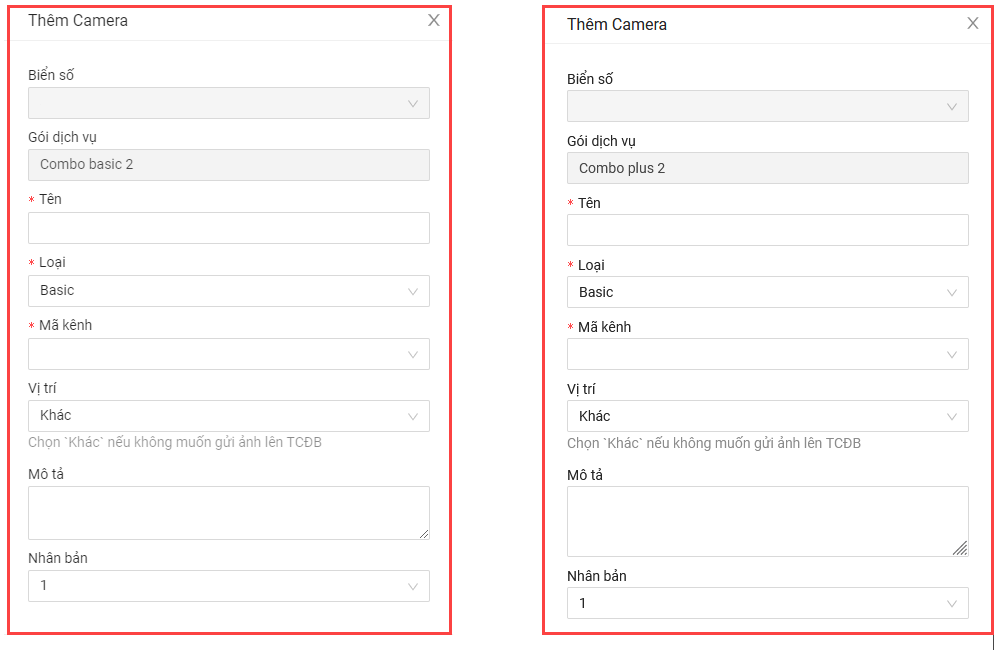 Thêm Camera
Biển số
Gói dịch vụ
Combo basic 2
* Tên
* Loại
Basic
* Mã kênh
Vị trí
Khác
Chọn `Khác` nếu không muốn gửi ảnh lên TCĐB
Mô tả
Nhân bản
1
Thêm Camera
Biển số
Gói dịch vụ
Combo plus 2
* Tên
* Loại
Basic
* Mã kênh
Vị trí
Khác
Chọn `Khác` nếu không muốn gửi ảnh lên TCĐB
Mô tả
Nhân bản
1